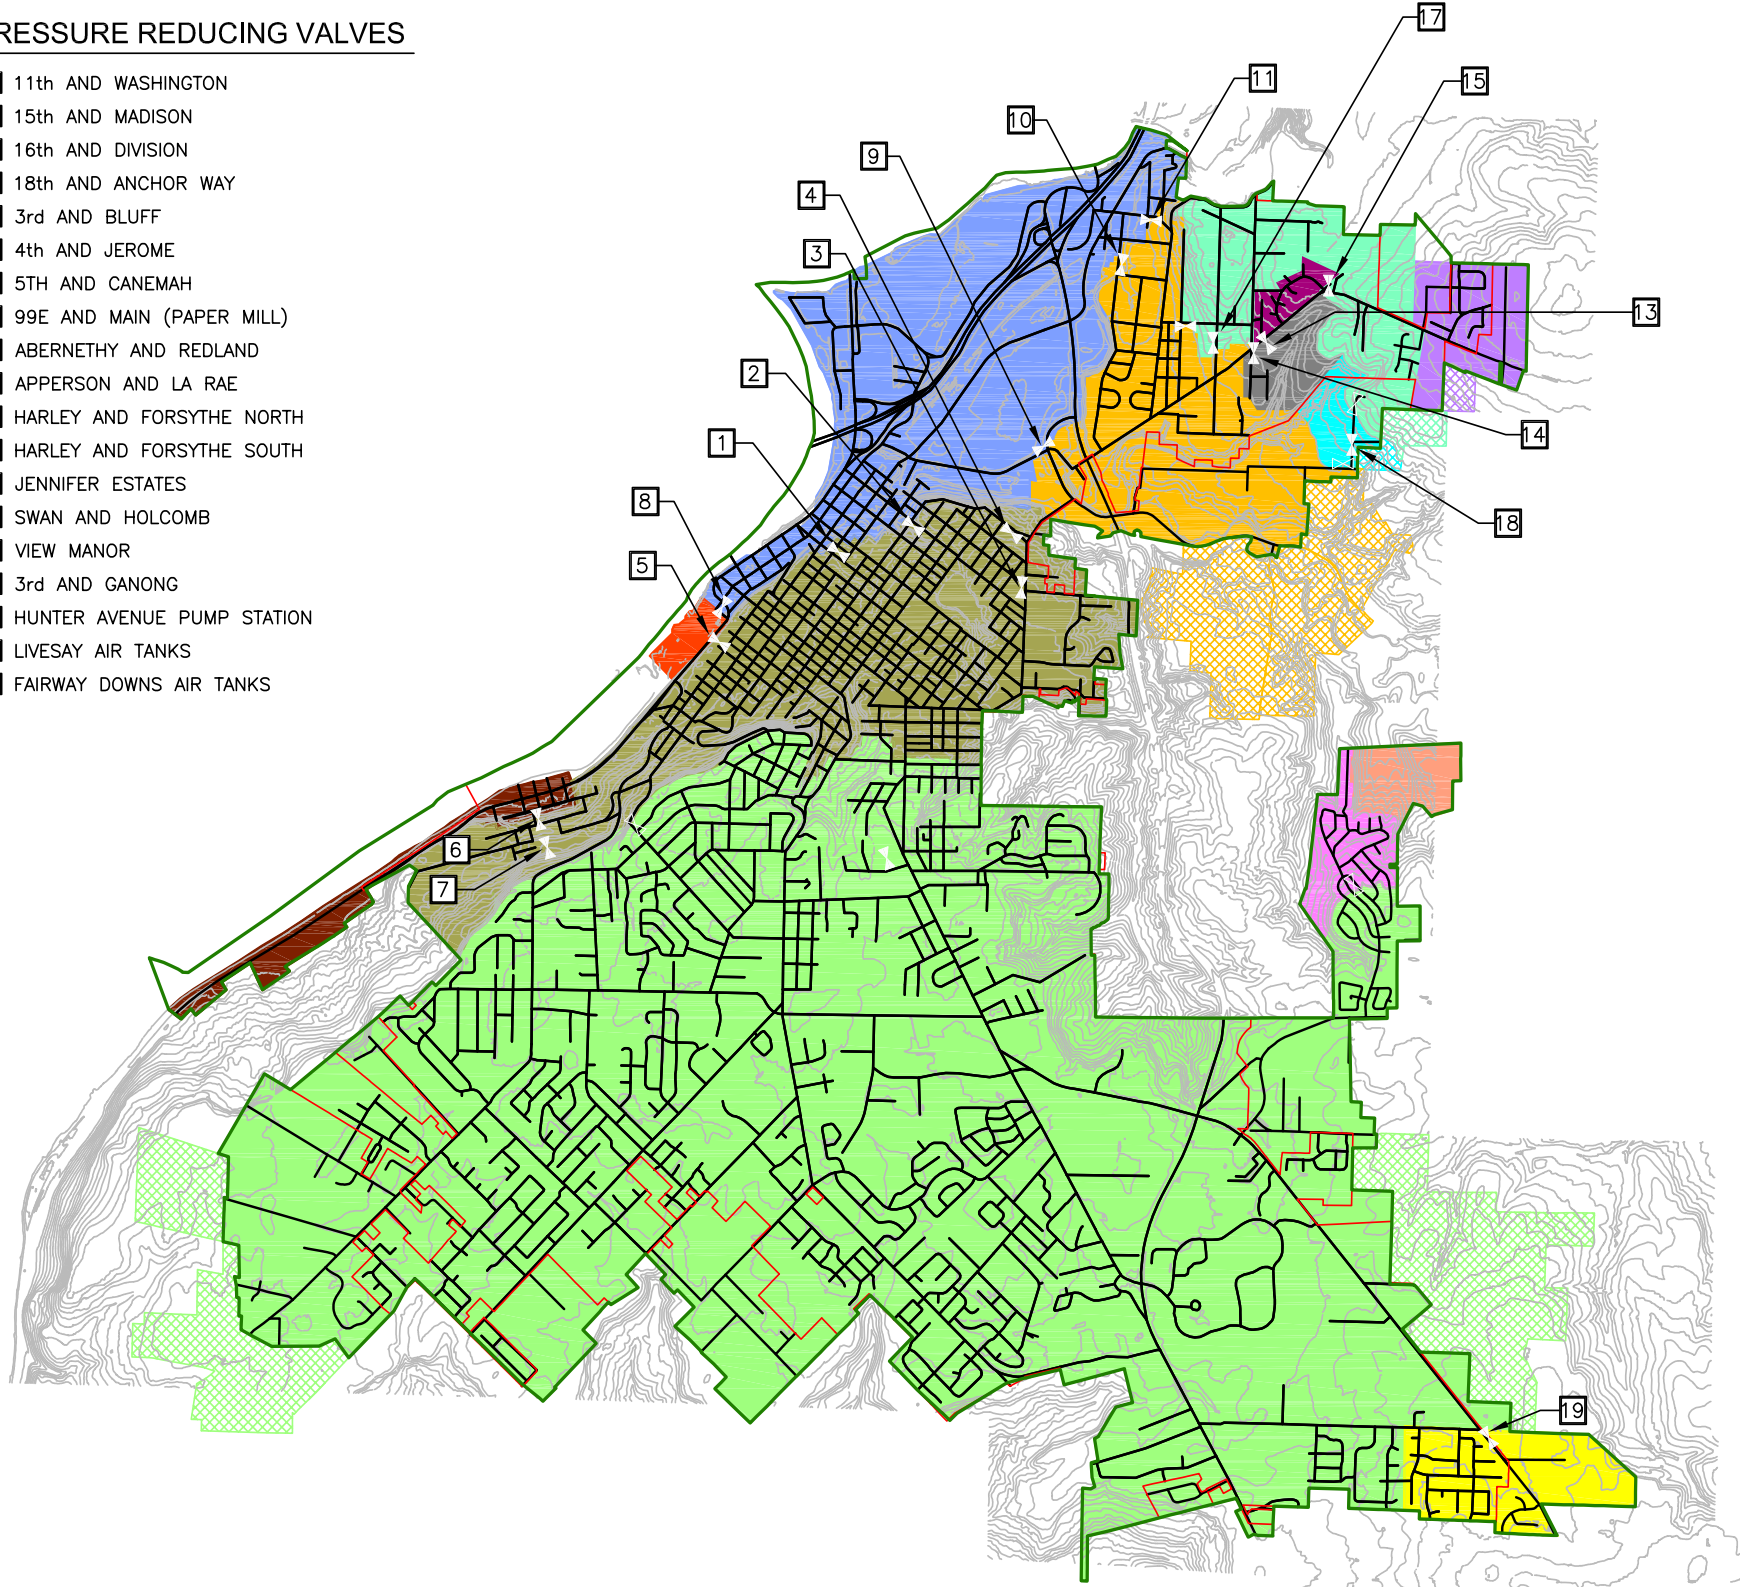 RESSURE REDUCING VALVES
11th AND WASHINGTON
15th AND MADISON
16th AND DIVISION
18th AND ANCHOR WAY
3rd AND BLUFF
4th AND JEROME
5TH AND CANEMAH
99E AND MAIN (PAPER MILL)
ABERNETHY AND REDLAND
APPERSON AND LA RAE
HARLEY AND FORSYTHE NORTH
HARLEY AND FORSYTHE SOUTH
JENNIFER ESTATES
SWAN AND HOLCOMB
VIEW MANOR
3rd AND GANONG
HUNTER AVENUE PUMP STATION
LIVESAY AIR TANKS
FAIRWAY DOWNS AIR TANKS
17
11
15
10
9
4
3
13
2
14
1
8
18
5
6
7
19